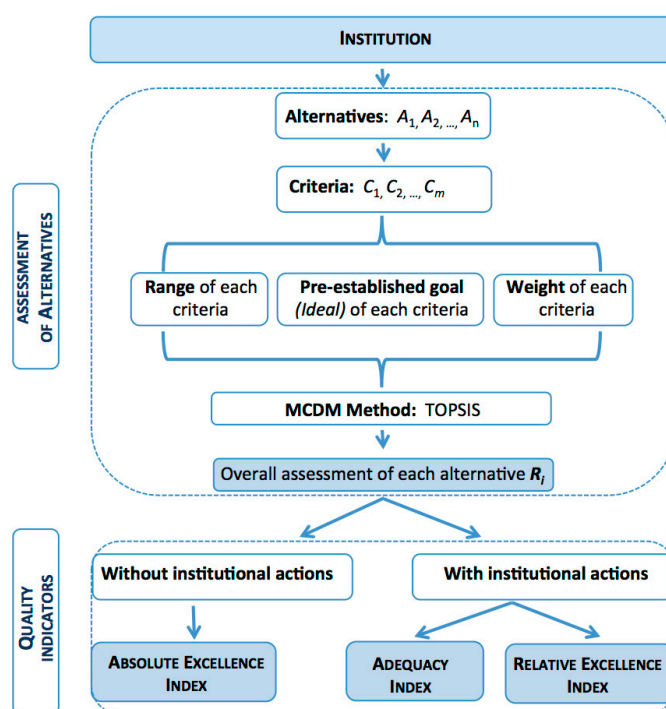 INSTITUTION
Alternatives: A1, A2, ..., An
Criteria: C1, C2, ..., Cm
ASSESSMENT
OF ALTERNATIVES
Range of each
criteria
Pre-established goal
(Ideal) of each criteria
Weight of each
criteria
MCDM Method: TOPSIS
Overall assessment of each alternative Ri
QUALITY
INDICATORS
Without institutional actions
With institutional actions
ABSOLUTE EXCELLENCE
INDEX
ADEQUACY
INDEX
RELATIVE EXCELLENCE
INDEX